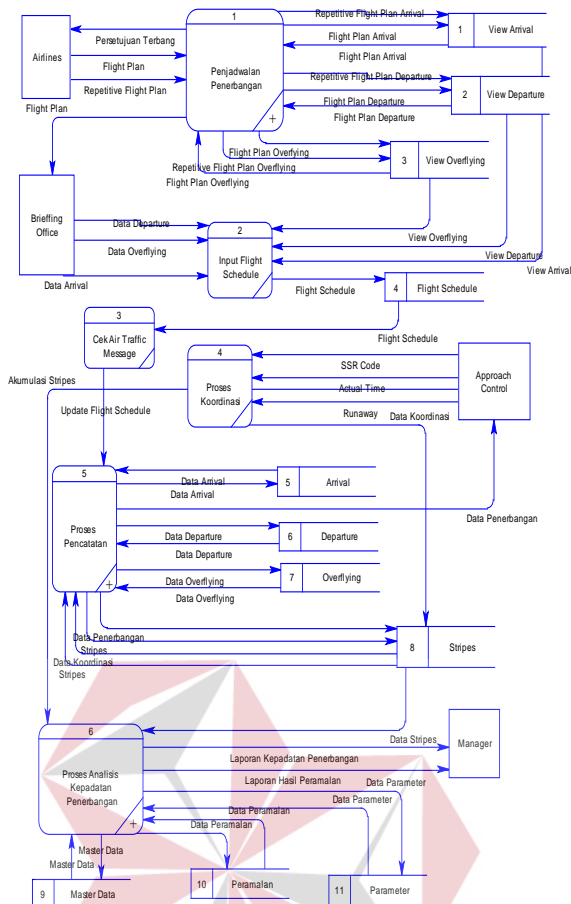 1
Repetitive Flight Plan Arrival
Airlines
Persetujuan Terbang
1
View Arrival
Flight Plan Arrival
Flight Plan
Penjadwalan
Penerbangan
Flight Plan Arrival
Repetitive Flight Plan
Repetitive Flight Plan Departure
2
View Departure
Flight Plan Departure
Flight Plan
Flight Plan Departure
+
Flight Plan Overflying
3
View Overflying
Repetitive Flight Plan Overflying
Flight Plan Overflying
Brieffing
Office
Data Departure
2
View Overflying
Data Overflying
Input Flight
Schedule
View Departure
View Arrival
Data Arrival
Flight Schedule
4
Flight Schedule
3
Cek Air Traffic
Message
Flight Schedule
4
SSR Code
Approach
Control
Akumulasi Stripes
Proses
Koordinasi
Actual Time
Update Flight Schedule
Runaway
Data Koordinasi
5
Data Arrival
5
Arrival
Data Arrival
Data Penerbangan
Proses
Pencatatan
Data Departure
6
Departure
Data Departure
Data Overflying
7
Overflying
+
Data Overflying
Data Penerbangan
Stripes
8
Stripes
Data Koordinasi
Stripes
6
Data Stripes
Manager
Laporan Kepadatan Penerbangan
Proses Analisis
Kepadatan
Penerbangan
Laporan Hasil Peramalan
Data Parameter
Data Parameter
Data Peramalan
Data Peramalan
+
Master Data
Master Data
10
Peramalan
9
Master Data
11
Parameter